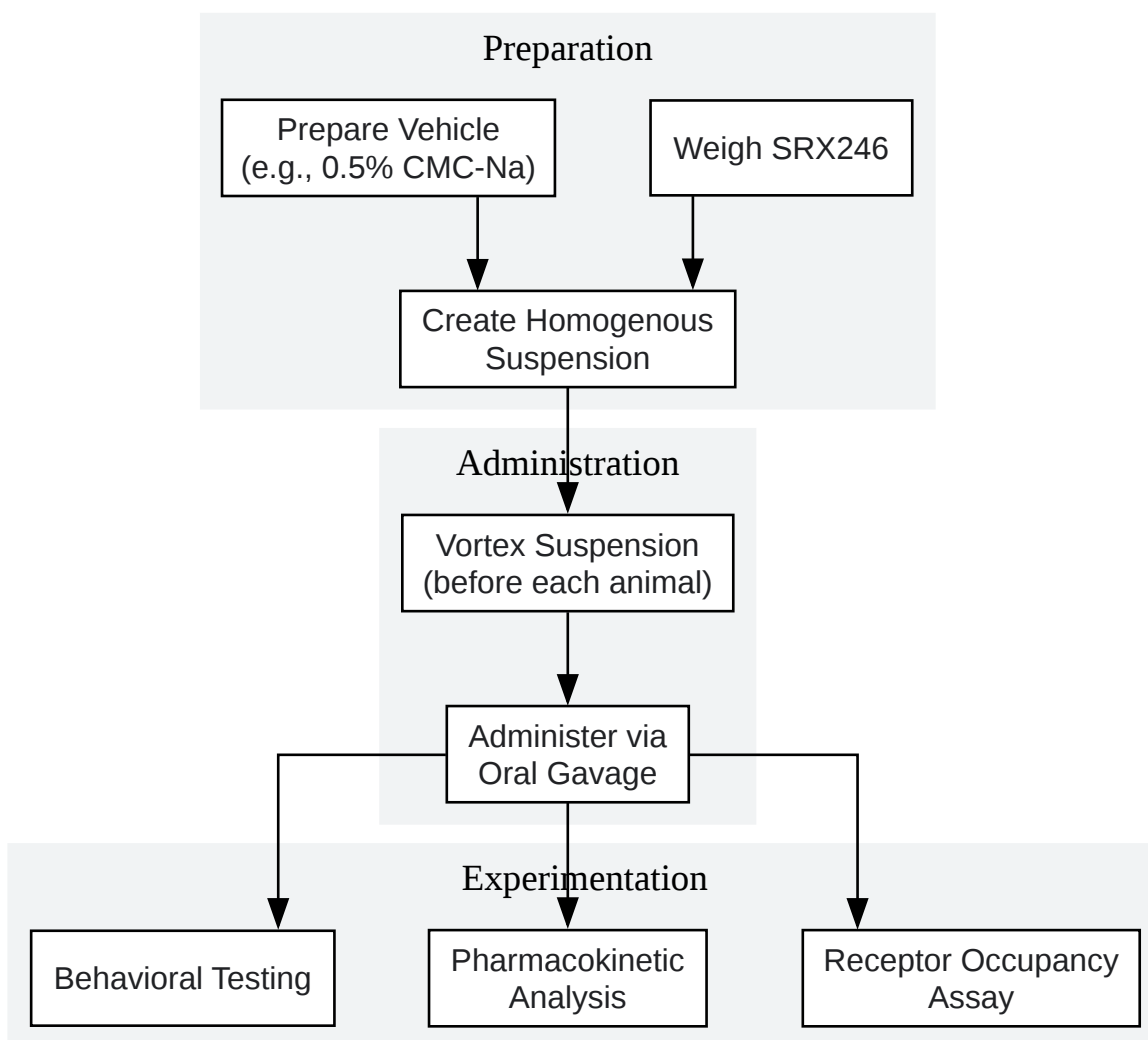 Preparation
Prepare Vehicle
(e.g., 0.5% CMC-Na)
Weigh SRX246
Create Homogenous
Suspension
Administration
Vortex Suspension
(before each animal)
Administer via
Oral Gavage
Experimentation
Behavioral Testing
Pharmacokinetic
Analysis
Receptor Occupancy
Assay